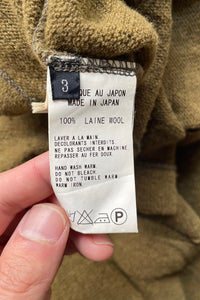 3
QUE AU JAPON
MADE IN JAPAN
100% LAINE WOOL
LAVER A LA MAIN
DECOLORANTS INTERDITS
NE PAS SECHER EN MACHINE
REPASSER AU FER DOUX.
HAND WASH WARM.
DO NOT BLEACH.
DO NOT TUMBLE WARM
WARM IRON.
P